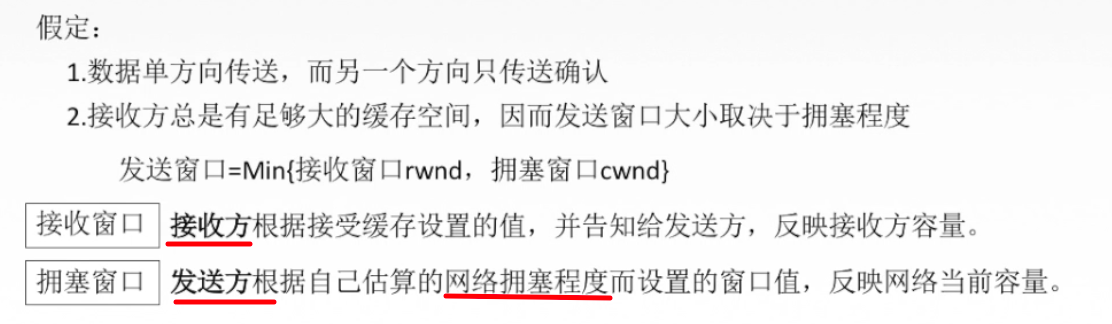 假定：
1.数据单方向传送，而另一个方向只传送确认
2.接收方总是有足够大的缓存空间，因而发送窗口大小取决于拥塞程度
发送窗口=Min{接收窗口rwnd，拥塞窗口cwnd}
接收窗口 接收方根据接受缓存设置的值，并告知给发送方，反映接收方容量。
拥塞窗口 发送方根据自己估算的网络拥塞程度而设置的窗口值，反映网络当前容量。